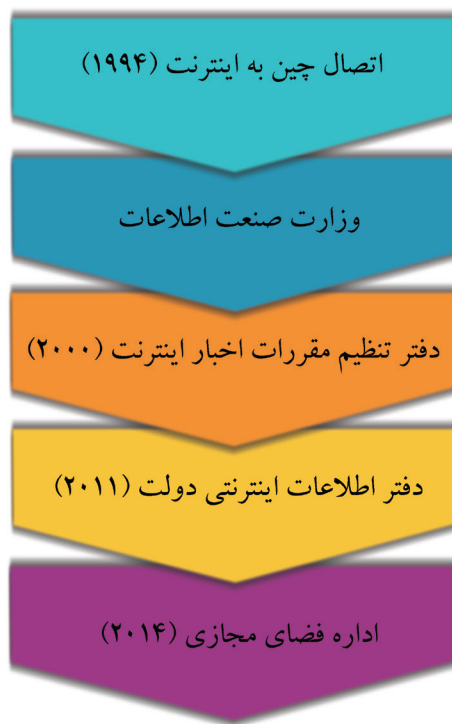 اتصال چین به اینترنت (۱۹۹۴)
وزارت صنعت اطلاعات
دفتر تنظیم مقررات اخبار اینترنت (۲۰۰۰)
دفتر اطلاعات اینترنتی دولت (۲۰۱۱)
اداره فضای مجازی (۲۰۱۴)